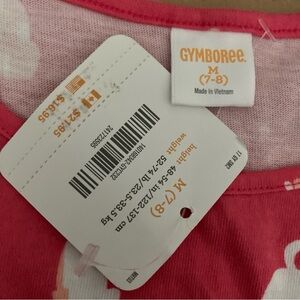 GYMBOREE
M
(7-8)
Made in Vietnam
$16.95
$21.95
M (7-8)
height 48-54 in/122-137 cm
weight 52-74 lb/23.5-33.5 kg